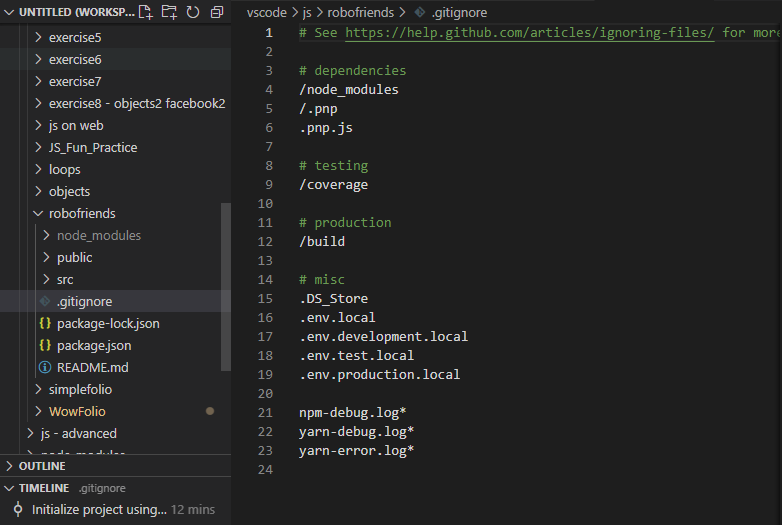 UNTITLED (WORKSP...
exercise5
exercise6
exercise7
exercise8 - objects2 facebook2
js on web
JS_Fun_Practice
loops
objects
robofriends
node_modules
public
src
.gitignore
package-lock.json
package.json
README.md
simplefolio
WowFolio
js - advanced
OUTLINE
TIMELINE .gitignore
Initialize project using... 12 mins
vscode > js > robofriends > .gitignore
1 # See https://help.github.com/articles/ignoring-files/ for more
2
3 # dependencies
4 /node_modules
5 /.pnp
6 .pnp.js
7
8 # testing
9 /coverage
10
11 # production
12 /build
13
14 # misc
15 .DS_Store
16 .env.local
17 .env.development.local
18 .env.test.local
19 .env.production.local
20
21 npm-debug.log*
22 yarn-debug.log*
23 yarn-error.log*
24